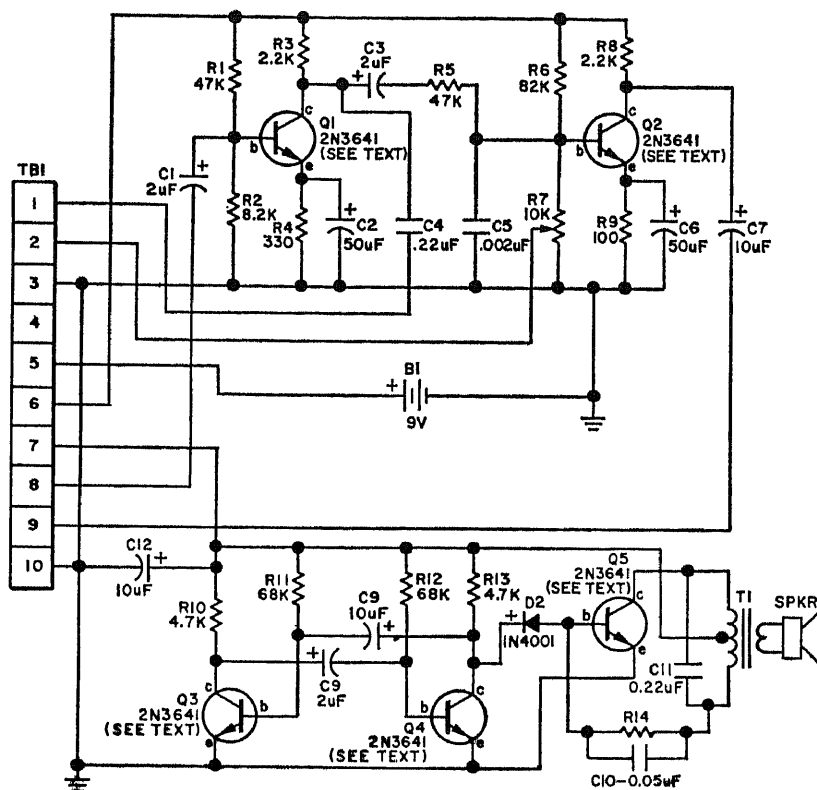 R3
2.2K
C3
2uF
R8
2.2K
R1
47K
+
R5
47K
R6
82K
c
Q1
2N3641
(SEE TEXT)
b
e
c
Q2
2N3641
(SEE TEXT)
b
e
TB1
C1
2uF
+
R2
8.2K
R4
330
+
C2
50uF
C4
.22uF
C5
.002uF
R7
10K
R9
100
+
C6
50uF
+
C7
10uF
1
2
3
4
5
6
7
8
9
10
+
B1
9V
C12
+
10uF
R10
4.7K
R11
68K
C9
10uF
+
R12
68K
R13
4.7K
+
D2
1N4001
Q5
2N3641
(SEE TEXT)
c
b
e
T1
SPKR
C11
0.22uF
+
C9
2uF
Q3
2N3641
(SEE TEXT)
c
b
e
Q4
2N3641
(SEE TEXT)
c
b
e
R14
C10-0.05uF